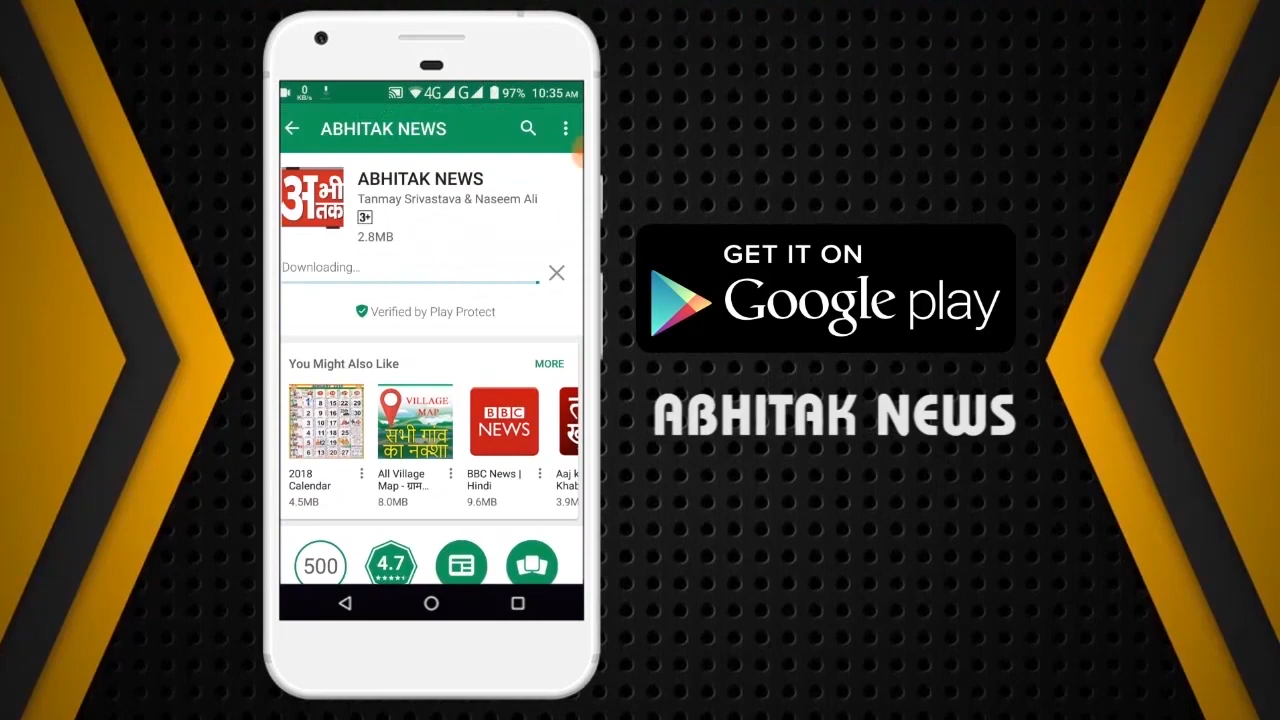 0
KB/s
4G G 97% 10:35 AM
ABHITAK NEWS
अभी
तक
ABHITAK NEWS
Tanmay Srivastava & Naseem Ali
3+
2.8MB
Downloading...
Verified by Play Protect
You Might Also Like
MORE
VILLAGE
MAP
सभी गांव
का नक्शा
BBC
NEWS
2018
Calendar
4.5MB
All Village
Map - ग्राम...
8.0MB
BBC News |
Hindi
9.6MB
Aaj k
Khab
3.9M
500
4.7
GET IT ON
Google play
ABHITAK NEWS